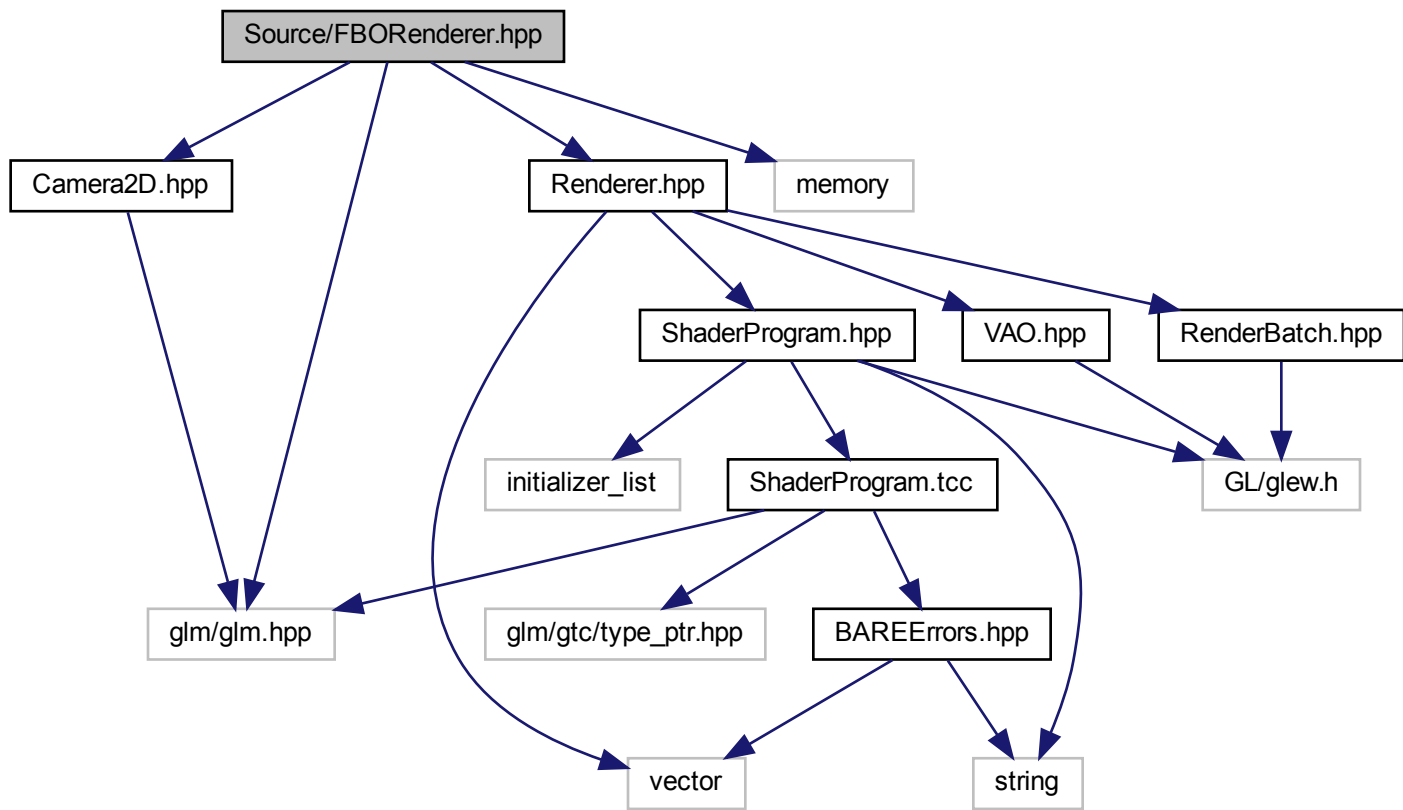 Source/FBORenderer.hpp
Camera2D.hpp
Renderer.hpp
memory
ShaderProgram.hpp
VAO.hpp
RenderBatch.hpp
initializer_list
ShaderProgram.tcc
GL/glew.h
glm/glm.hpp
glm/gtc/type_ptr.hpp
BAREErrors.hpp
vector
string